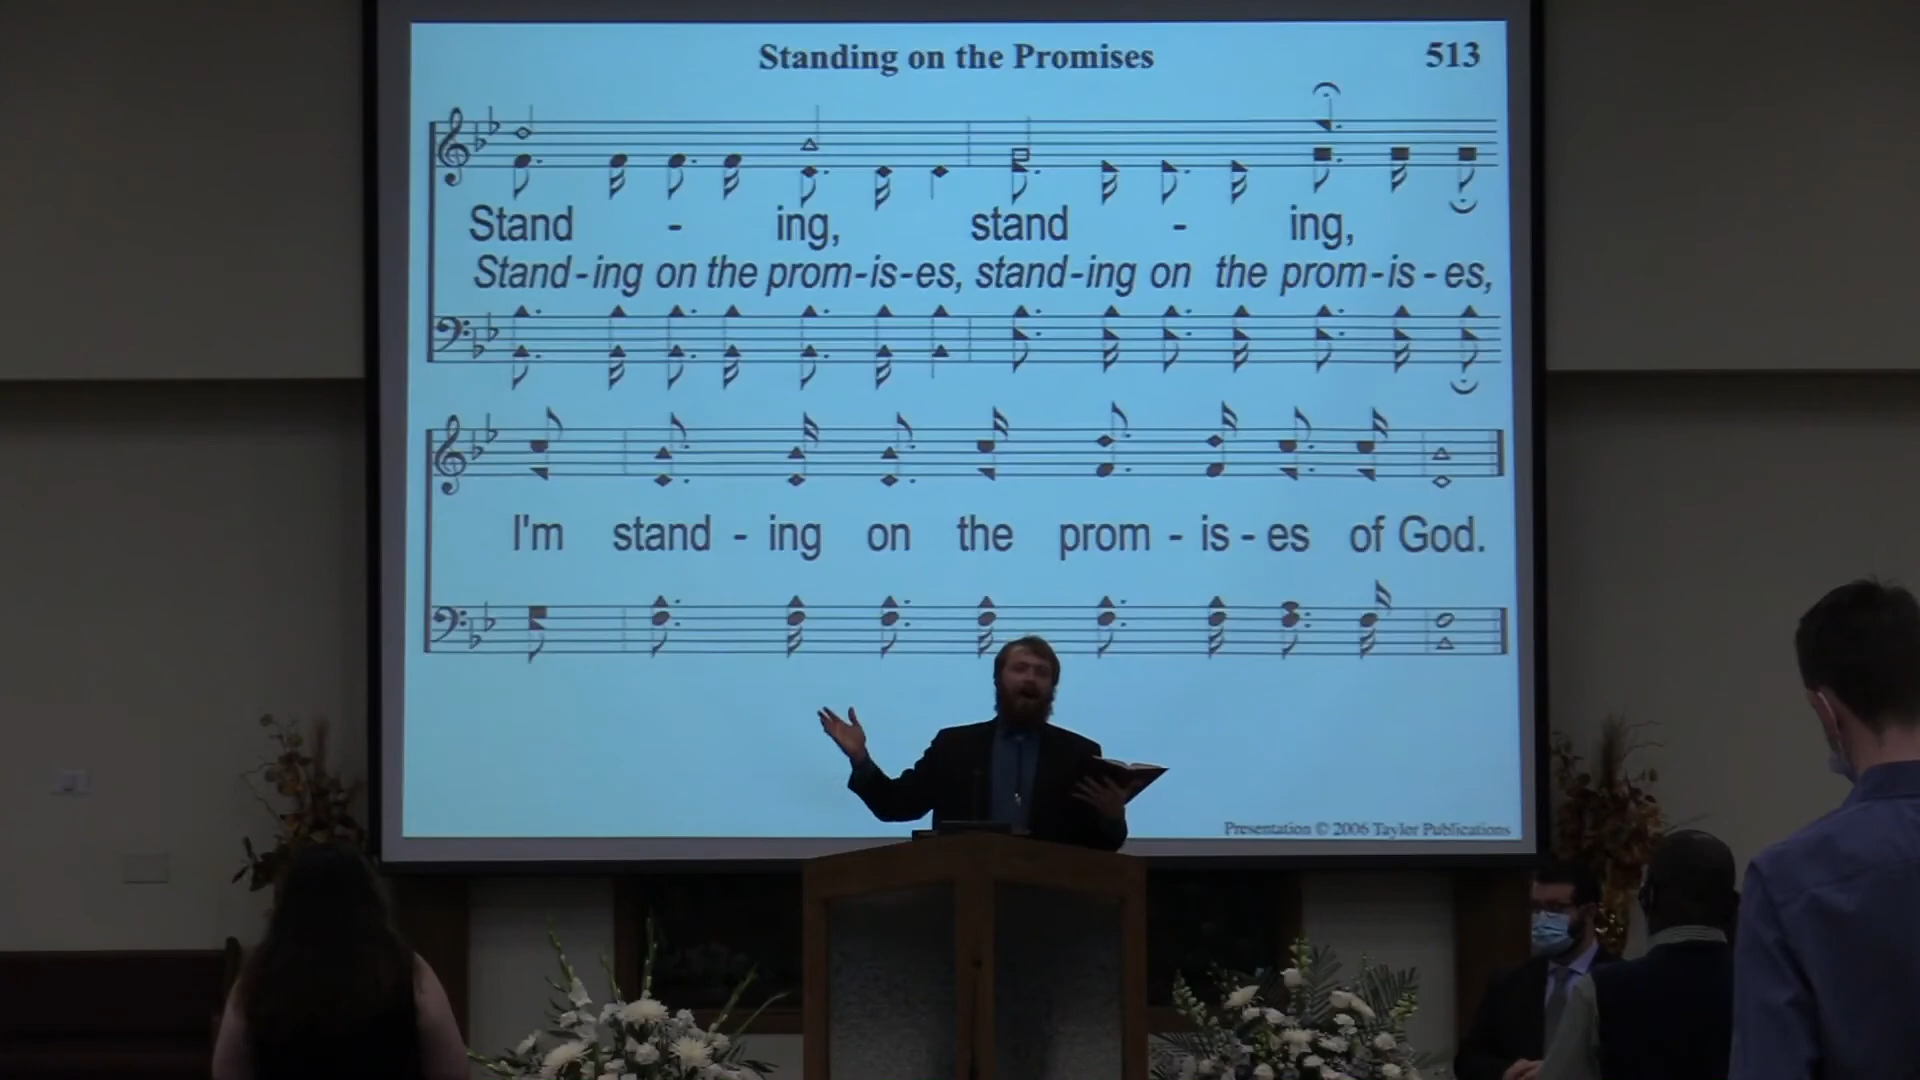 Standing on the Promises 513
Stand - ing, stand - ing,
Stand-ing on the prom-is-es, stand-ing on the prom-is-es,
I'm stand-ing on the prom-is-es of God.
Presentation © 2006 Taylor Publications